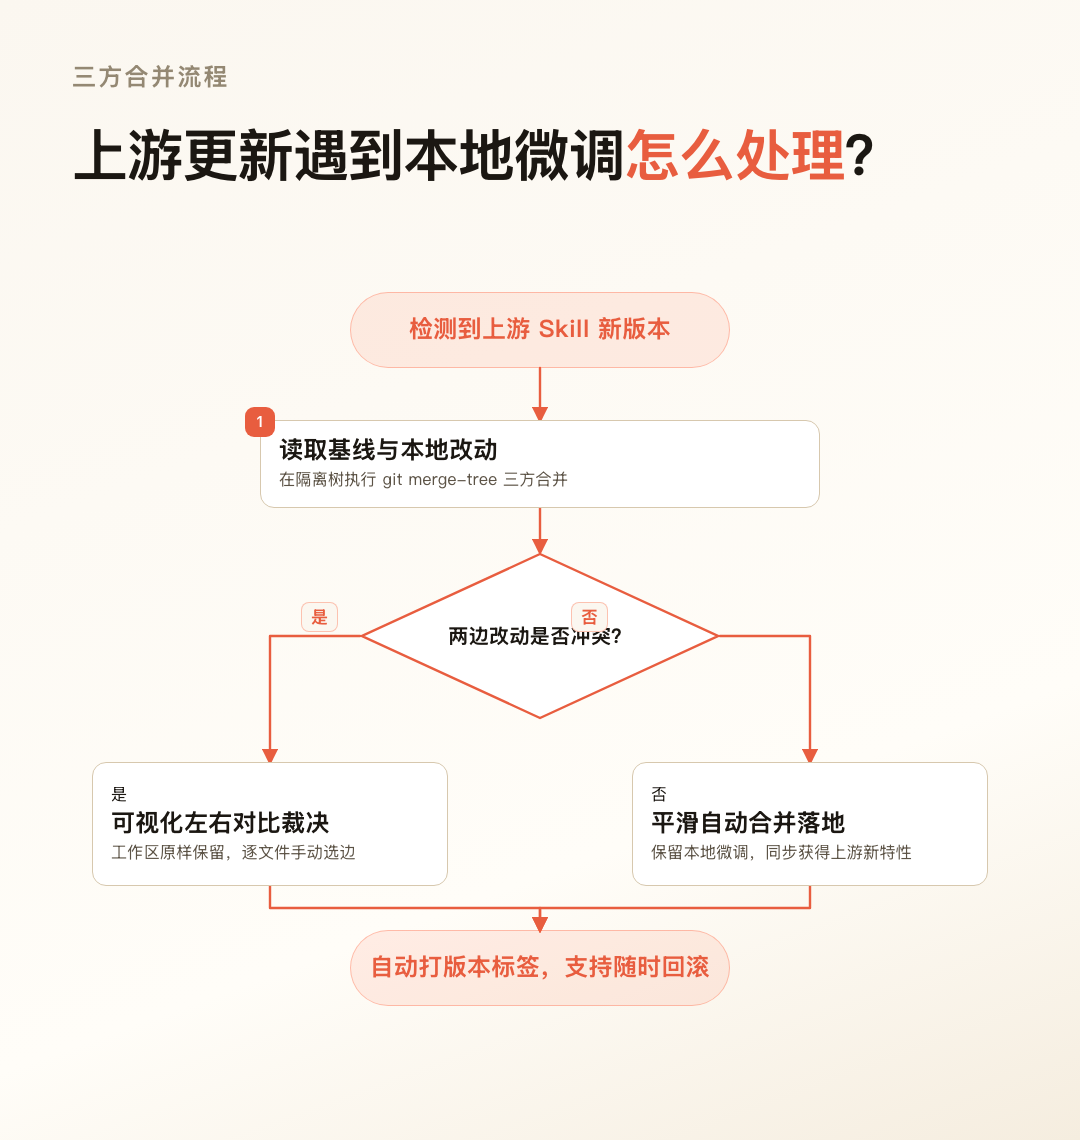 三方合并流程
上游更新遇到本地微调怎么处理?
检测到上游 Skill 新版本
1
读取基线与本地改动
在隔离树执行 git merge-tree 三方合并
是
否
两边改动是否冲突?
是
可视化左右对比裁决
工作区原样保留，逐文件手动选边
否
平滑自动合并落地
保留本地微调，同步获得上游新特性
自动打版本标签，支持随时回滚